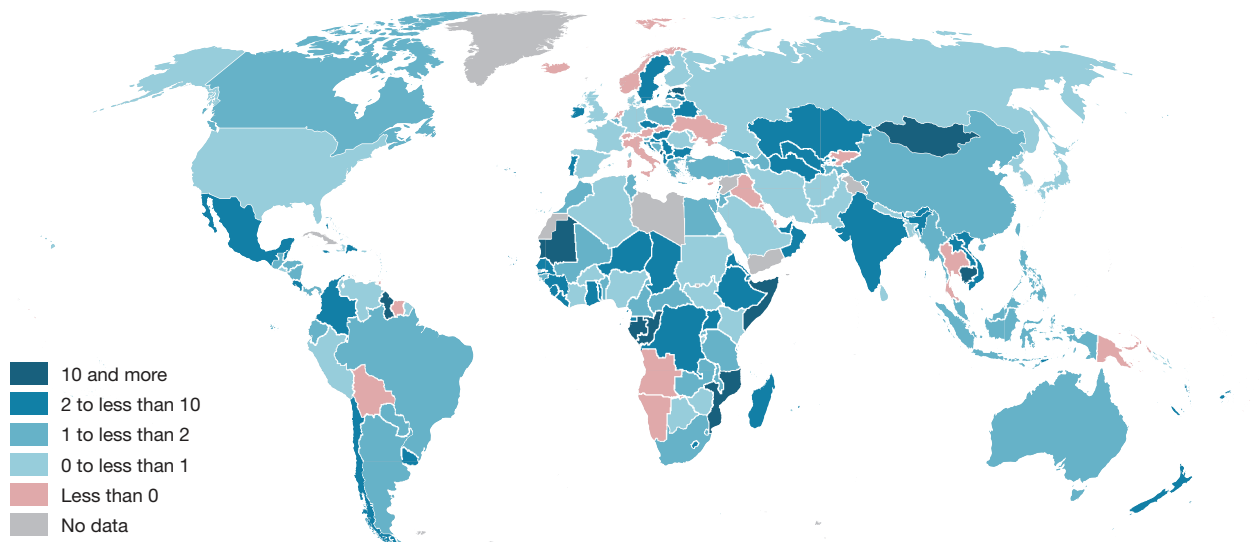 10 and more
2 to less than 10
1 to less than 2
0 to less than 1
Less than 0
No data